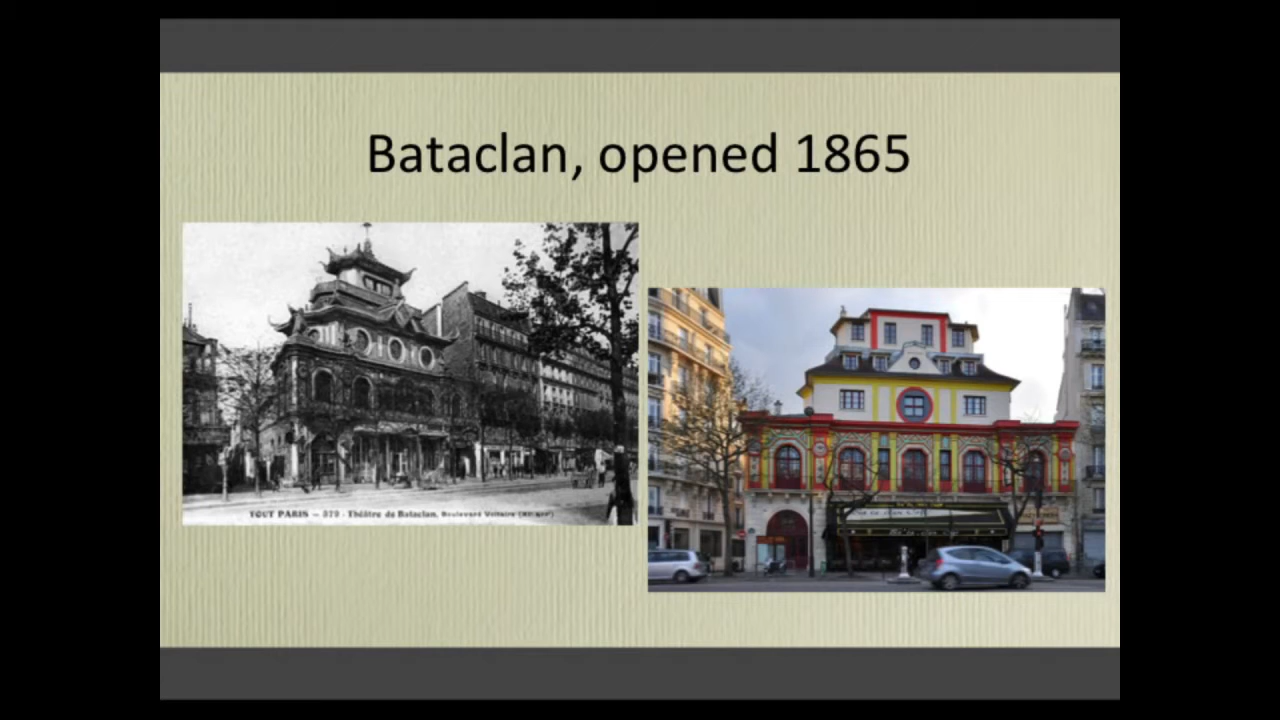 Bataclan, opened 1865
TOUT PARIS — 379 - Théâtre de Bataclan, Boulevard Voltaire